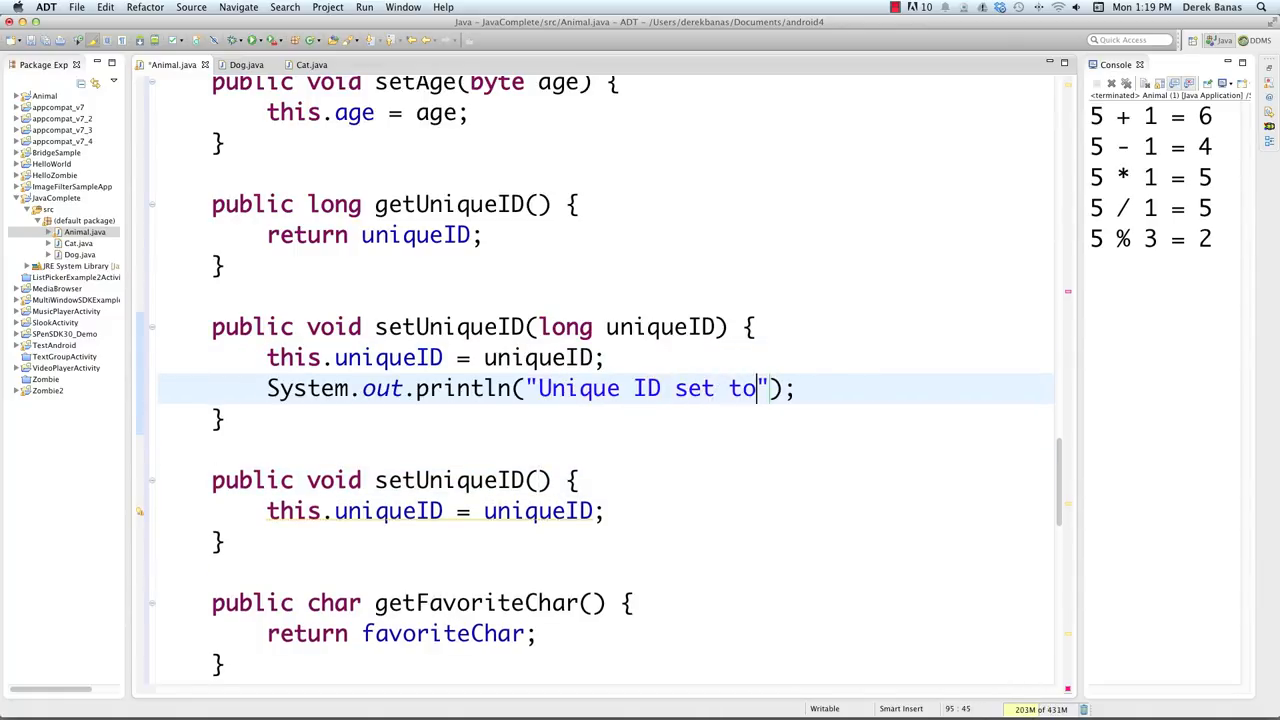 ADT File Edit Refactor Source Navigate Search Project Run Window Help 10 Mon 1:19 PM Derek Banas
Java - JavaComplete/src/Animal.java - ADT - /Users/derekbanas/Documents/android4
Quick Access Java DDMS
Package Exp
Animal
appcompat_v7
appcompat_v7_2
appcompat_v7_3
appcompat_v7_4
BridgeSample
HelloWorld
HelloZombie
ImageFilterSampleApp
JavaComplete
src
(default package)
Animal.java
Cat.java
Dog.java
JRE System Library [Ja
ListPickerExample2Activi
MediaBrowser
MultiWindowSDKExample
MusicPlayerActivity
SlookActivity
SPenSDK30_Demo
TestAndroid
TextGroupActivity
VideoPlayerActivity
Zombie
Zombie2
*Animal.java Dog.java Cat.java
public void setAge(byte age) {
this.age = age;
}
public long getUniqueID() {
return uniqueID;
}
public void setUniqueID(long uniqueID) {
this.uniqueID = uniqueID;
System.out.println("Unique ID set to");
}
public void setUniqueID() {
this.uniqueID = uniqueID;
}
public char getFavoriteChar() {
return favoriteChar;
}
Console
<terminated> Animal (1) [Java Application] /S
5 + 1 = 6
5 - 1 = 4
5 * 1 = 5
5 / 1 = 5
5 % 3 = 2
Writable Smart Insert 95 : 45 203M of 431M